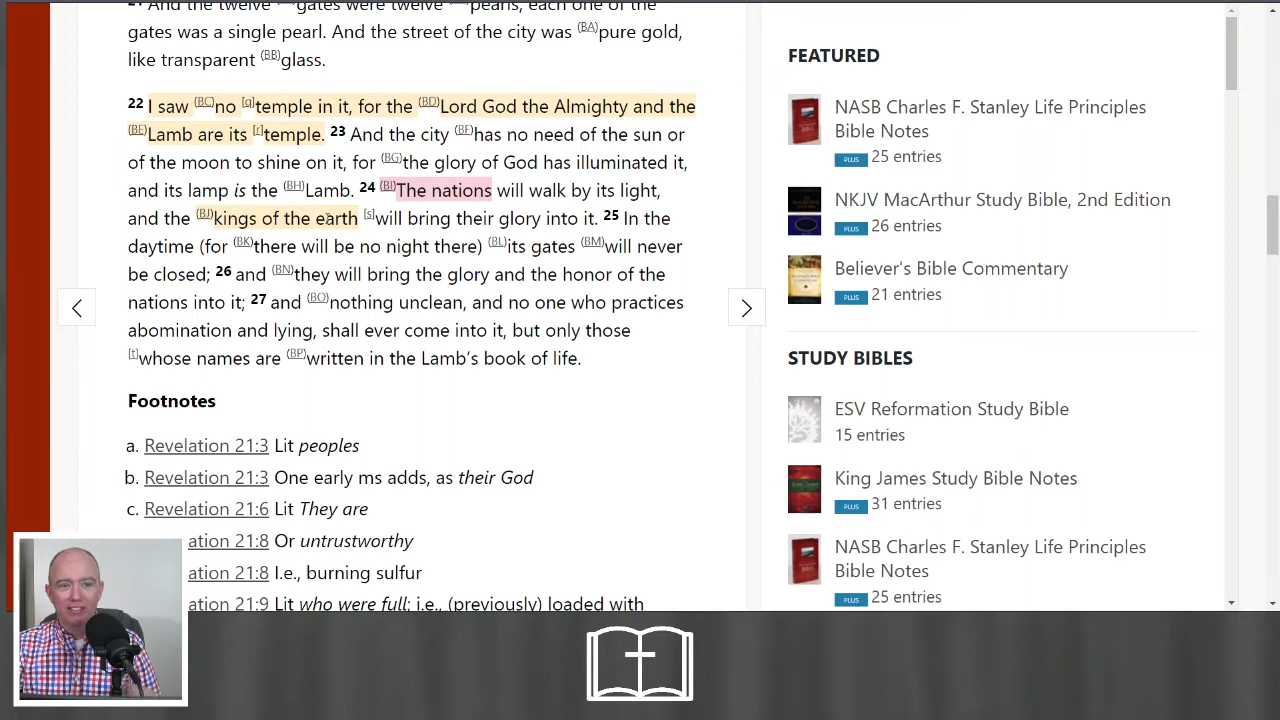 21 And the twelve gates were twelve pearls, each one of the
gates was a single pearl. And the street of the city was (BA)pure gold,
like transparent (BB)glass.
22 I saw (BC)no [q]temple in it, for the (BD)Lord God the Almighty and the
(BE)Lamb are its [r]temple. 23 And the city (BF)has no need of the sun or
of the moon to shine on it, for (BG)the glory of God has illuminated it,
and its lamp is the (BH)Lamb. 24 (BI)The nations will walk by its light,
and the (BJ)kings of the earth [s]will bring their glory into it. 25 In the
daytime (for (BK)there will be no night there) (BL)its gates (BM)will never
be closed; 26 and (BN)they will bring the glory and the honor of the
nations into it; 27 and (BO)nothing unclean, and no one who practices
abomination and lying, shall ever come into it, but only those
[t]whose names are (BP)written in the Lamb's book of life.
Footnotes
a. Revelation 21:3 Lit peoples
b. Revelation 21:3 One early ms adds, as their God
c. Revelation 21:6 Lit They are
ation 21:8 Or untrustworthy
ation 21:8 I.e., burning sulfur
ation 21:9 Lit who were full; i.e., (previously) loaded with
FEATURED
NASB Charles F. Stanley Life Principles
Bible Notes
PLUS 25 entries
NKJV MacArthur Study Bible, 2nd Edition
PLUS 26 entries
Believer's Bible Commentary
PLUS 21 entries
STUDY BIBLES
ESV Reformation Study Bible
15 entries
King James Study Bible Notes
PLUS 31 entries
NASB Charles F. Stanley Life Principles
Bible Notes
PLUS 25 entries